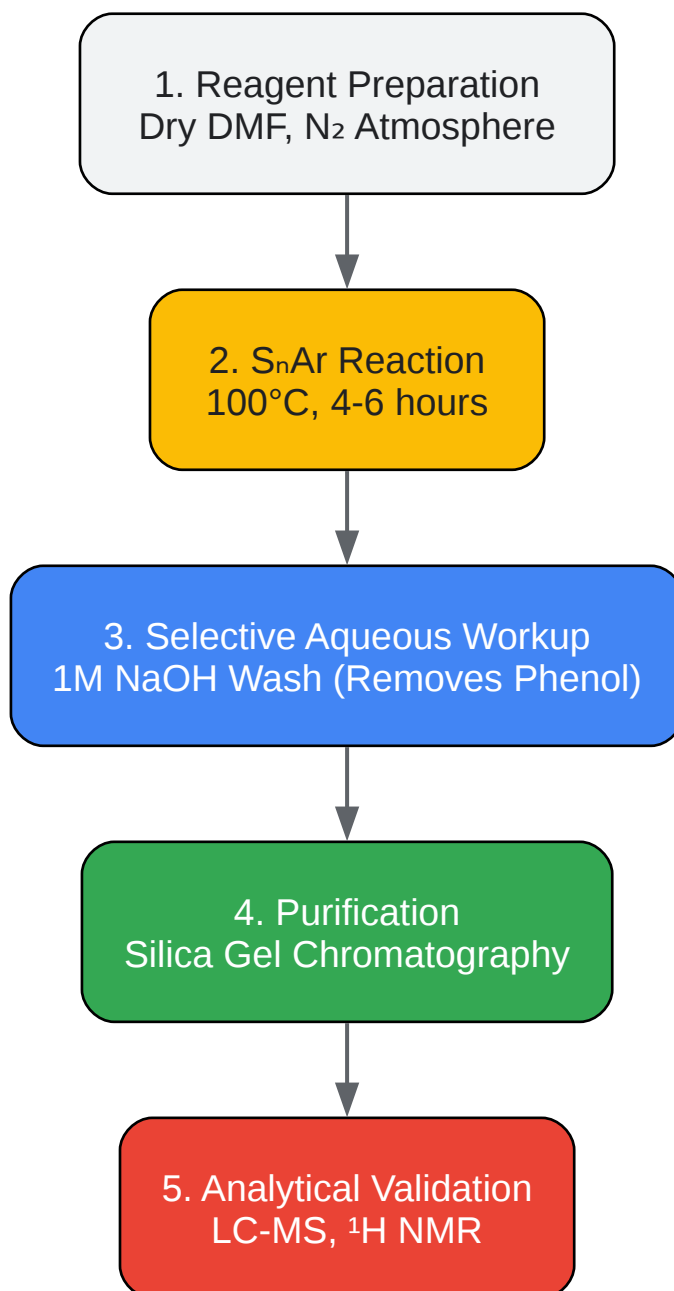 1. Reagent Preparation
Dry DMF, N₂ Atmosphere
2. SₙAr Reaction
100°C, 4-6 hours
3. Selective Aqueous Workup
1M NaOH Wash (Removes Phenol)
4. Purification
Silica Gel Chromatography
5. Analytical Validation
LC-MS, ¹H NMR